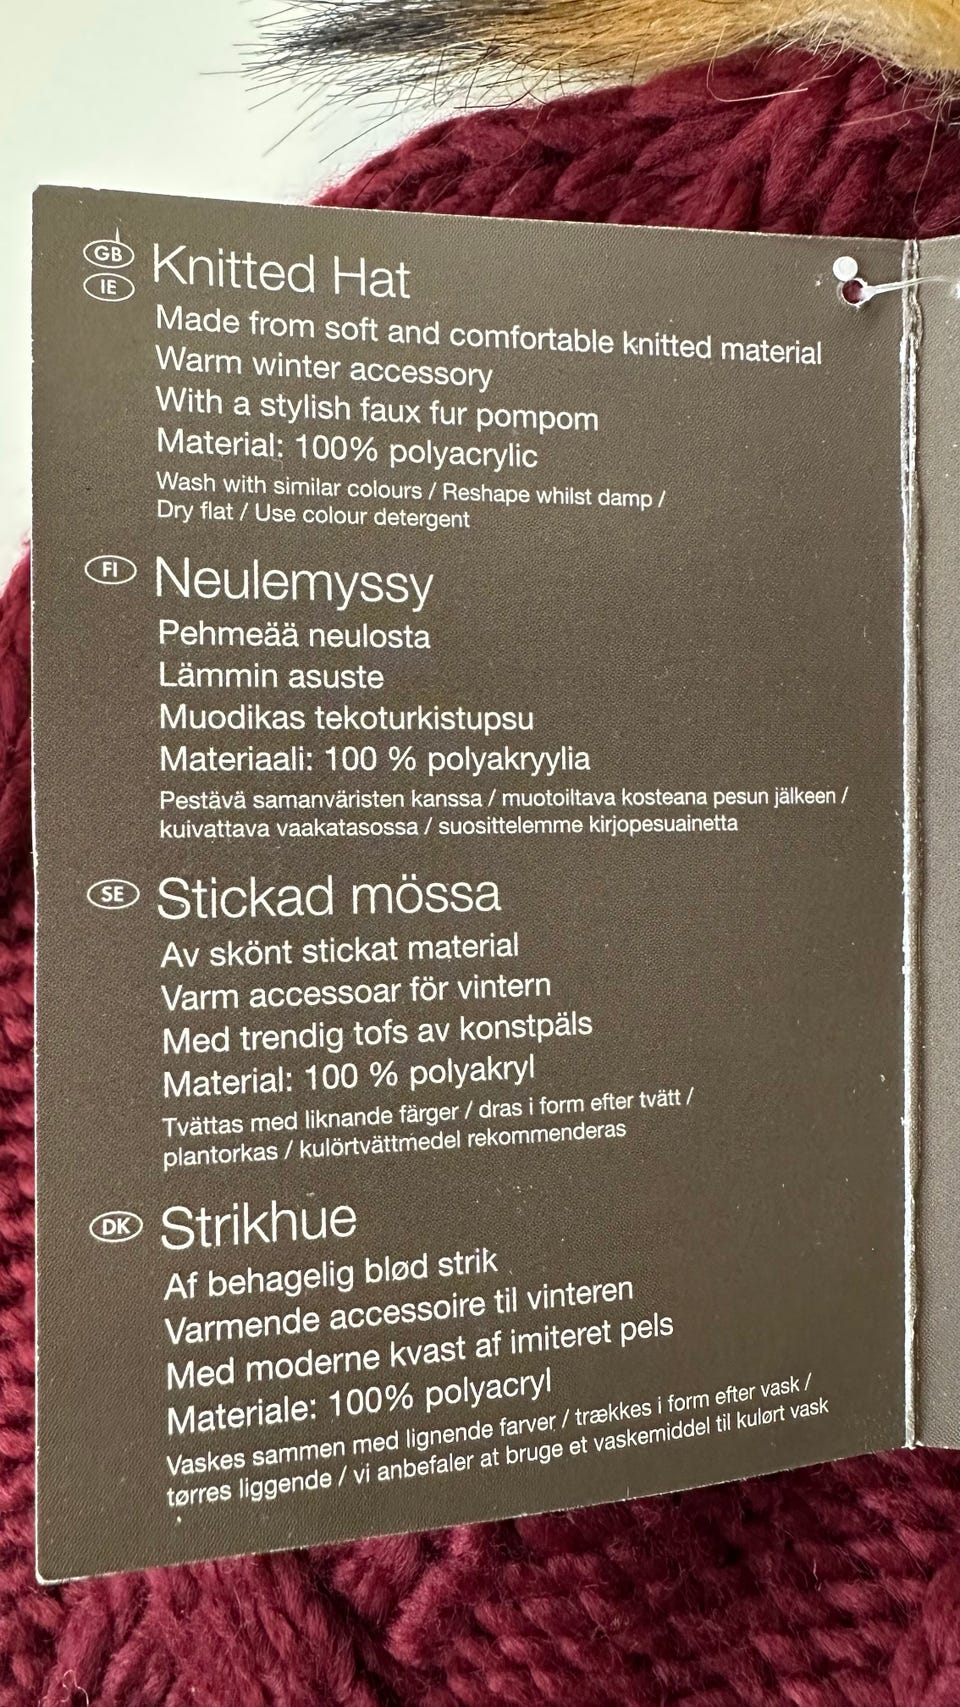 GB
IE
Knitted Hat
Made from soft and comfortable knitted material
Warm winter accessory
With a stylish faux fur pompom
Material: 100% polyacrylic
Wash with similar colours / Reshape whilst damp /
Dry flat / Use colour detergent
FI
Neulemyssy
Pehmeää neulosta
Lämmin asuste
Muodikas tekoturkistupsu
Materiaali: 100 % polyakryylia
Pestävä samanväristen kanssa / muotoiltava kosteana pesun jälkeen /
kuivattava vaakatasossa / suosittelemme kirjopesuainetta
SE
Stickad mössa
Av skönt stickat material
Varm accessoar för vintern
Med trendig tofs av konstpäls
Material: 100 % polyakryl
Tvättas med liknande färger / dras i form efter tvätt /
plantorkas / kulörtvättmedel rekommenderas
DK
Strikhue
Af behagelig blød strik
Varmende accessoire til vinteren
Med moderne kvast af imiteret pels
Materiale: 100% polyacryl
Vaskes sammen med lignende farver / trækkes i form efter vask /
tørres liggende / vi anbefaler at bruge et vaskemiddel til kulørt vask